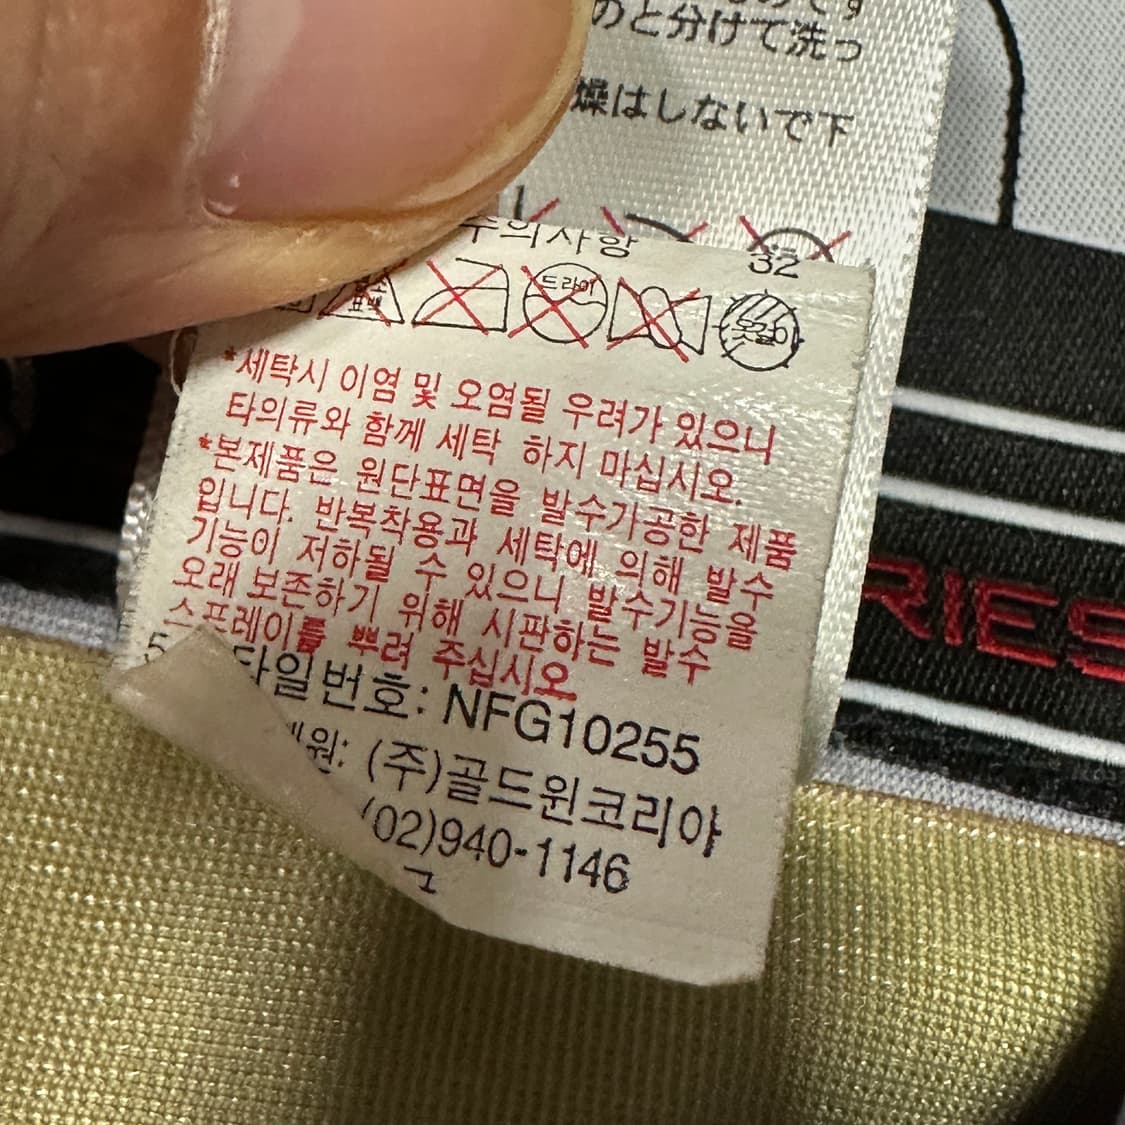 のと分けて洗っ
燥はしないで下
주의사항
32
드라이
옷걸이
*세탁시 이염 및 오염될 우려가 있으니
타의류와 함께 세탁 하지 마십시오.
*본제품은 원단표면을 발수가공한 제품
입니다. 반복착용과 세탁에 의해 발수
기능이 저하될 수 있으니 발수기능을
오래 보존하기 위해 시판하는 발수
스프레이를 뿌려 주십시오
5
타일번호: NFG10255
원: (주)골드윈코리아
(02)940-1146
RIES